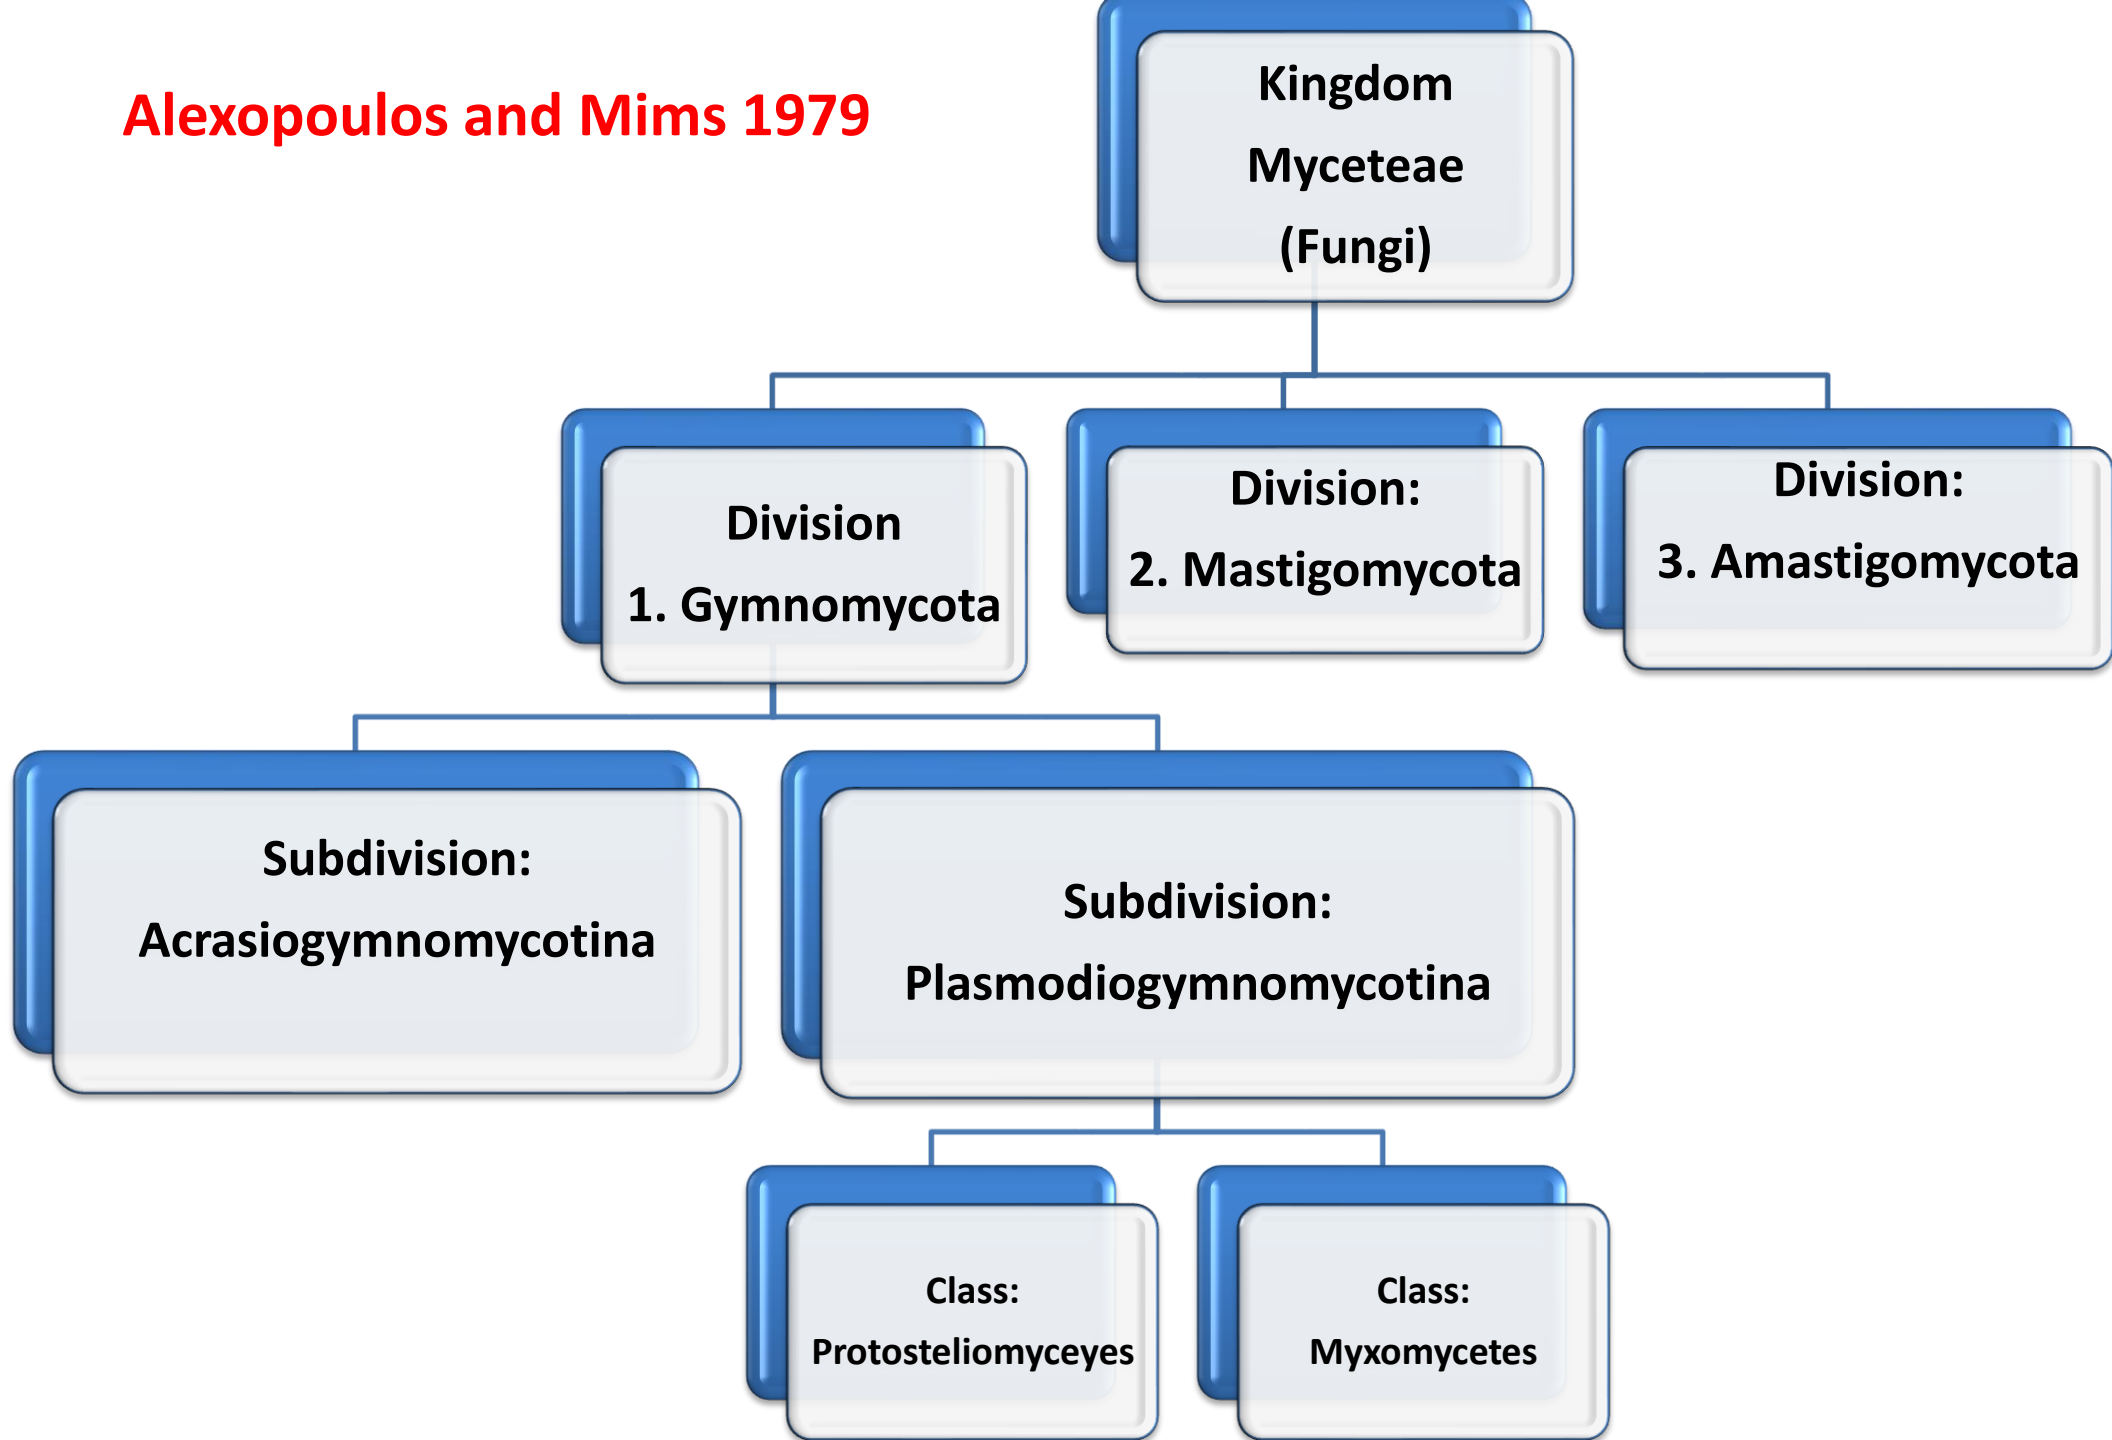 Alexopoulos and Mims 1979
Kingdom
Myceteae
(Fungi)
Division
1. Gymnomycota
Division:
2. Mastigomycota
Division:
3. Amastigomycota
Subdivision:
Acrasiogymnomycotina
Subdivision:
Plasmodiogymnomycotina
Class:
Protosteliomyceyes
Class:
Myxomycetes